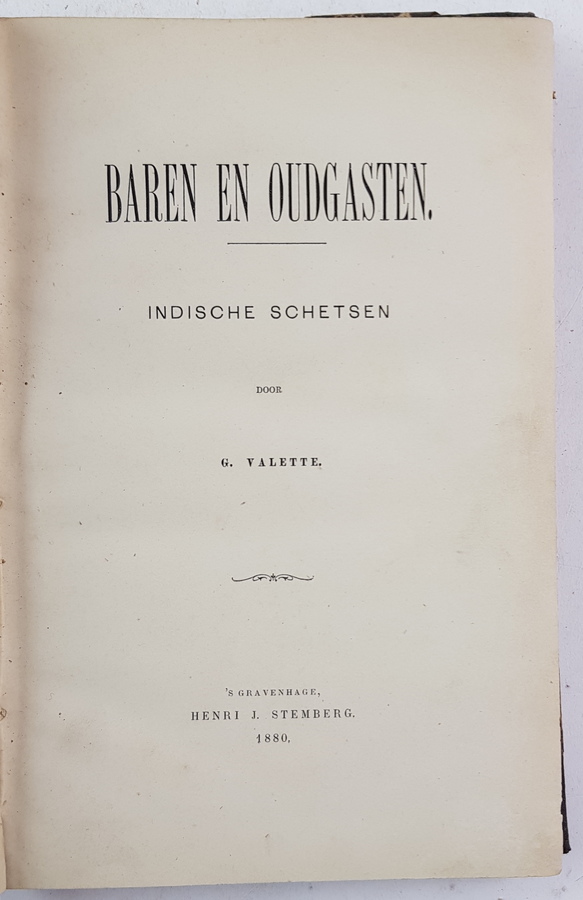 BAREN EN OUDGASTEN.
INDISCHE SCHETSEN
DOOR
G. VALETTE.
'S GRAVENHAGE,
HENRI J. STEMBERG.
1880.